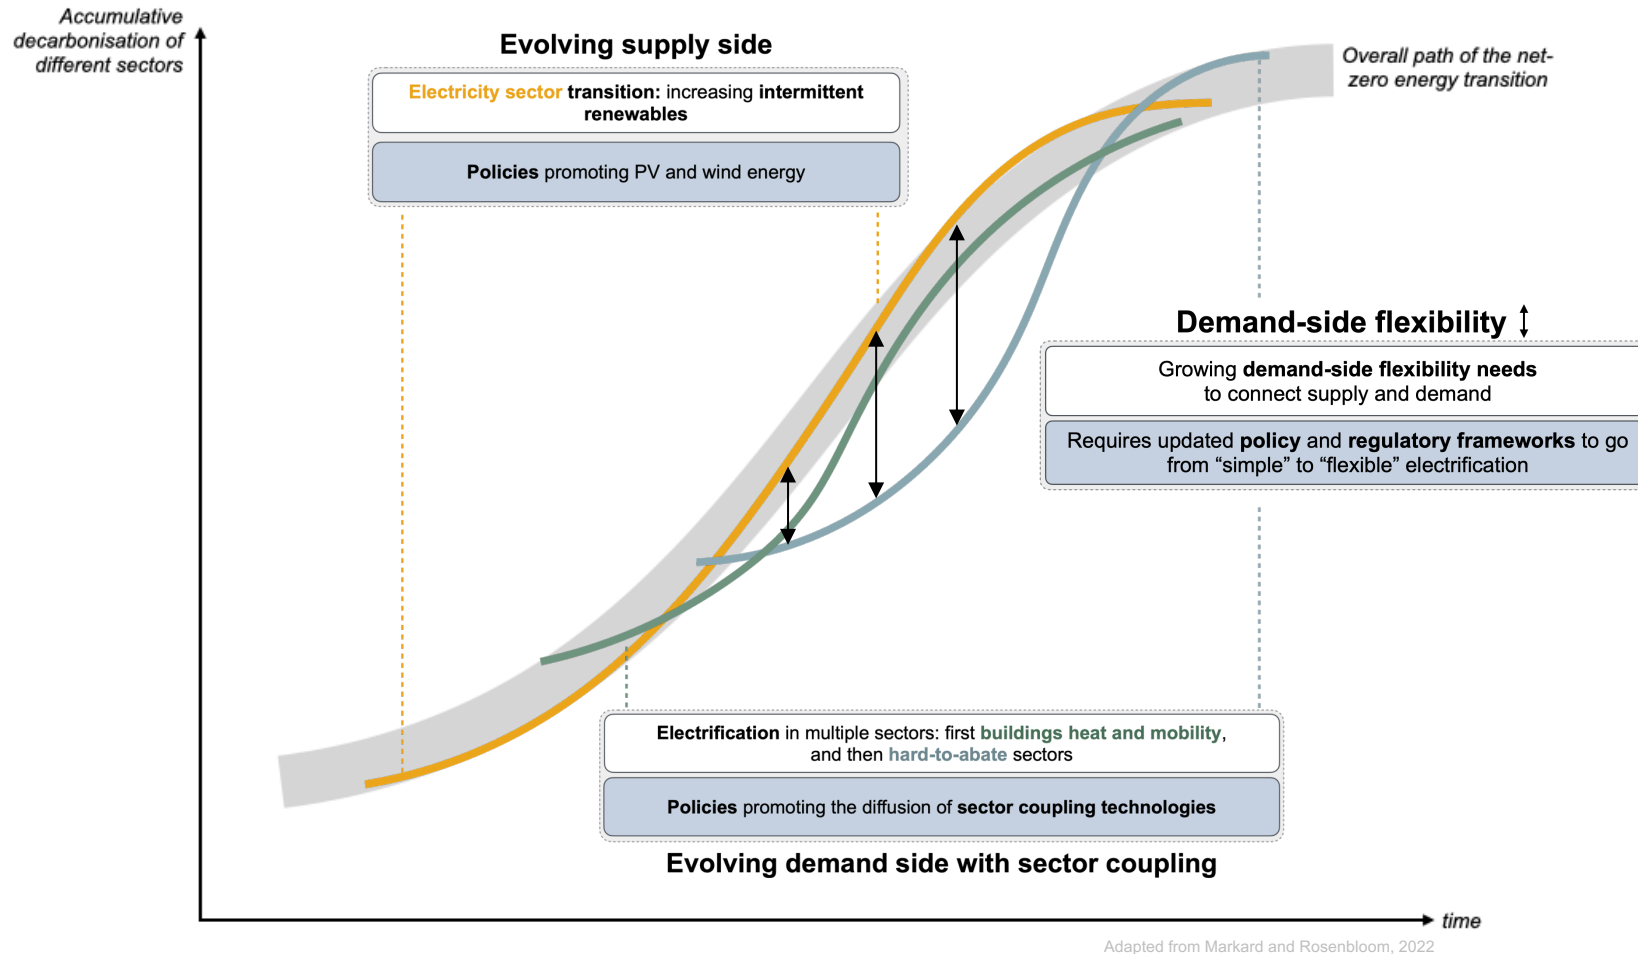 Accumulative
decarbonisation of
different sectors
Evolving supply side
Electricity sector transition: increasing intermittent
renewables
Policies promoting PV and wind energy
Overall path of the net-
zero energy transition
Demand-side flexibility
Growing demand-side flexibility needs
to connect supply and demand
Requires updated policy and regulatory frameworks to go
from “simple” to “flexible” electrification
Electrification in multiple sectors: first buildings heat and mobility,
and then hard-to-abate sectors
Policies promoting the diffusion of sector coupling technologies
Evolving demand side with sector coupling
time
Adapted from Markard and Rosenbloom, 2022